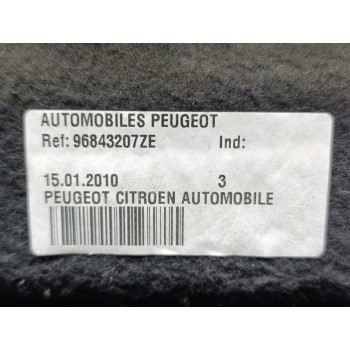 AUTOMOBILES PEUGEOT
Ref: 96843207ZE Ind:
15.01.2010 3
PEUGEOT CITROEN AUTOMOBILE